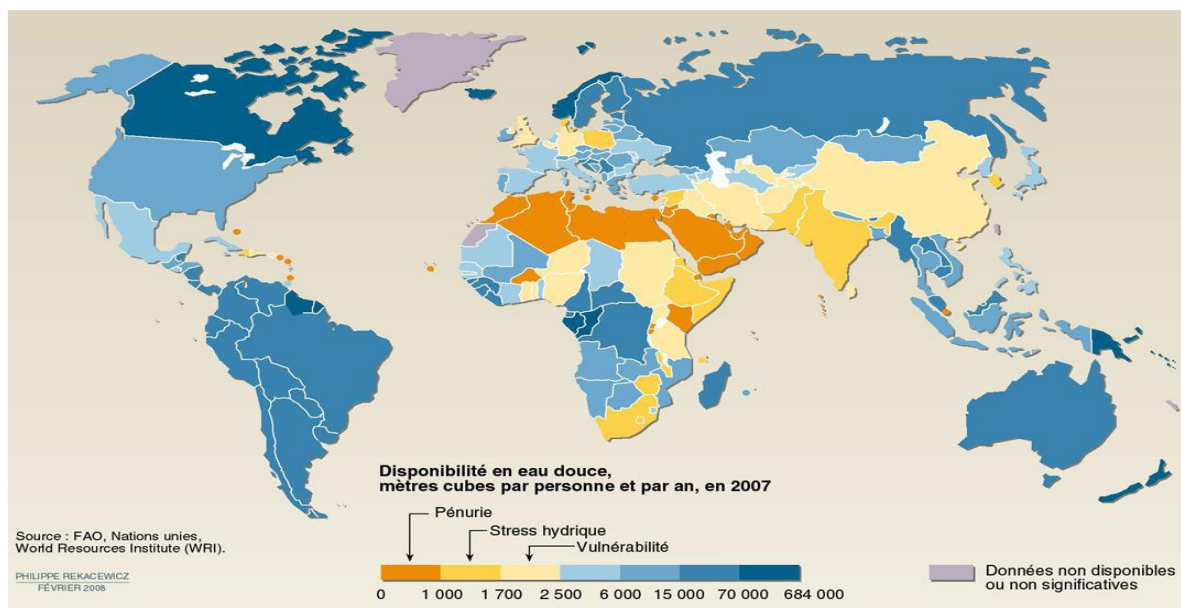 Disponibilité en eau douce,
mètres cubes par personne et par an, en 2007
Pénurie
Stress hydrique
Vulnérabilité
0 1 000 1 700 2 500 6 000 15 000 70 000 684 000
Source : FAO, Nations unies,
World Resources Institute (WRI).
PHILIPPE REKACEWICZ
FÉVRIER 2008
Données non disponibles
ou non significatives